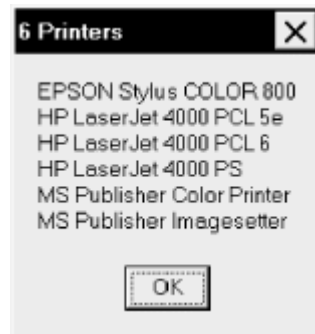 6 Printers
EPSON Stylus COLOR 800
HP LaserJet 4000 PCL 5e
HP LaserJet 4000 PCL 6
HP LaserJet 4000 PS
MS Publisher Color Printer
MS Publisher Imagesetter
OK